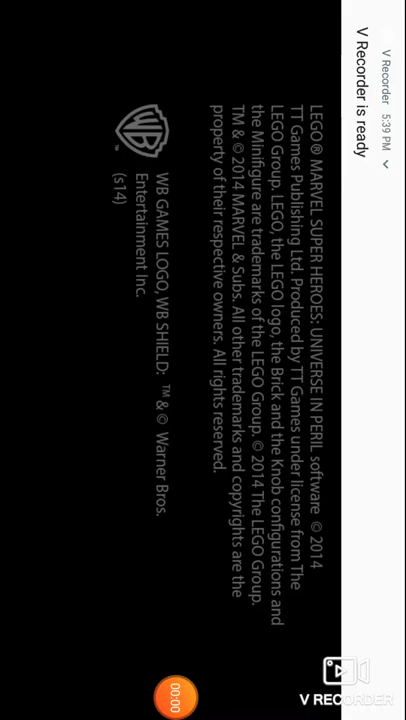 V Recorder 5:39 PM
V Recorder is ready
LEGO® MARVEL SUPER HEROES: UNIVERSE IN PERIL software © 2014
TT Games Publishing Ltd. Produced by TT Games under license from The
LEGO Group. LEGO, the LEGO logo, the Brick and the Knob configurations and
the Minifigure are trademarks of the LEGO Group. © 2014 The LEGO Group.
TM & © 2014 MARVEL & Subs. All other trademarks and copyrights are the
property of their respective owners. All rights reserved.
WB TM
WB GAMES LOGO, WB SHIELD: ™ & © Warner Bros.
Entertainment Inc.
(s14)
00:00
V RECORDER